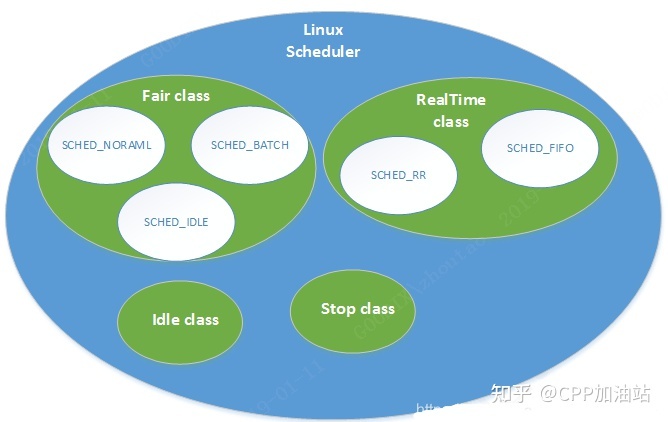 Linux
Scheduler
Fair class
SCHED_NORAML
SCHED_BATCH
SCHED_IDLE
RealTime
class
SCHED_RR
SCHED_FIFO
Idle class
Stop class
知乎 @CPP加油站